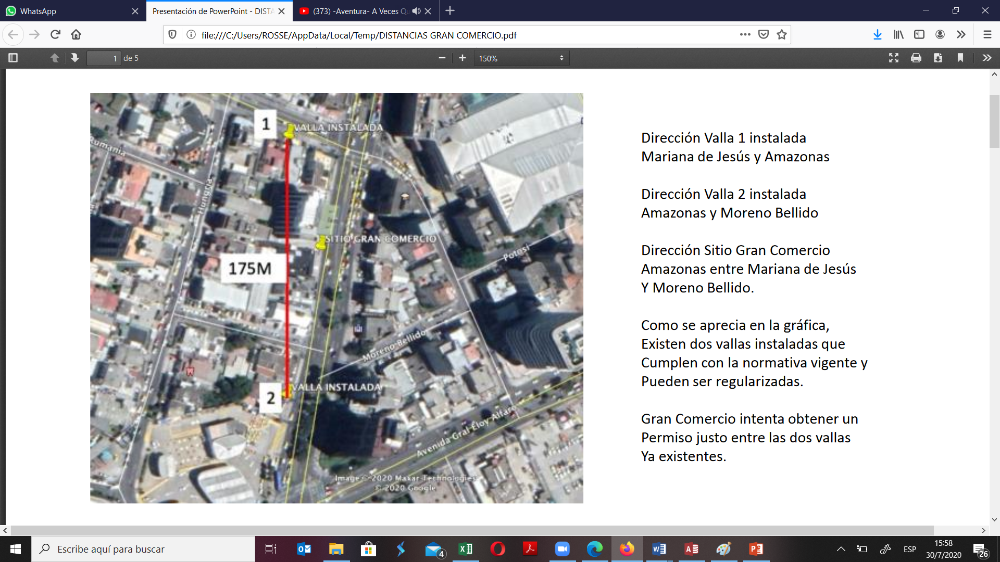 WhatsApp
Presentación de PowerPoint - DISTA
(373) -Aventura- A Veces Qu
file:///C:/Users/ROSSE/AppData/Local/Temp/DISTANCIAS GRAN COMERCIO.pdf
1 de 5
150%
1
VALLA INSTALADA
Rumania
Hungría
SITIO GRAN COMERCIO
175M
Potosí
Moreno Bellido
VALLA INSTALADA
2
Avenida Gral Eloy Alfaro
Image © 2020 Maxar Technologies
© 2020 Google
Dirección Valla 1 instalada
Mariana de Jesús y Amazonas
Dirección Valla 2 instalada
Amazonas y Moreno Bellido
Dirección Sitio Gran Comercio
Amazonas entre Mariana de Jesús
Y Moreno Bellido.
Como se aprecia en la gráfica,
Existen dos vallas instaladas que
Cumplen con la normativa vigente y
Pueden ser regularizadas.
Gran Comercio intenta obtener un
Permiso justo entre las dos vallas
Ya existentes.
Escribe aquí para buscar
4
ESP
15:58
30/7/2020
26